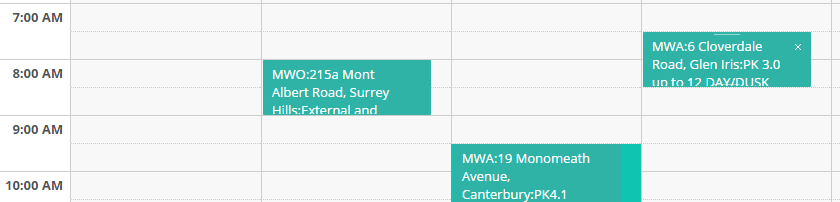 7:00 AM
8:00 AM
9:00 AM
10:00 AM
MWO:215a Mont
Albert Road, Surrey
Hills:External and
MWA:19 Monomeath
Avenue,
Canterbury:PK4.1
MWA:6 Cloverdale
Road, Glen Iris:PK 3.0
up to 12 DAY/DUSK